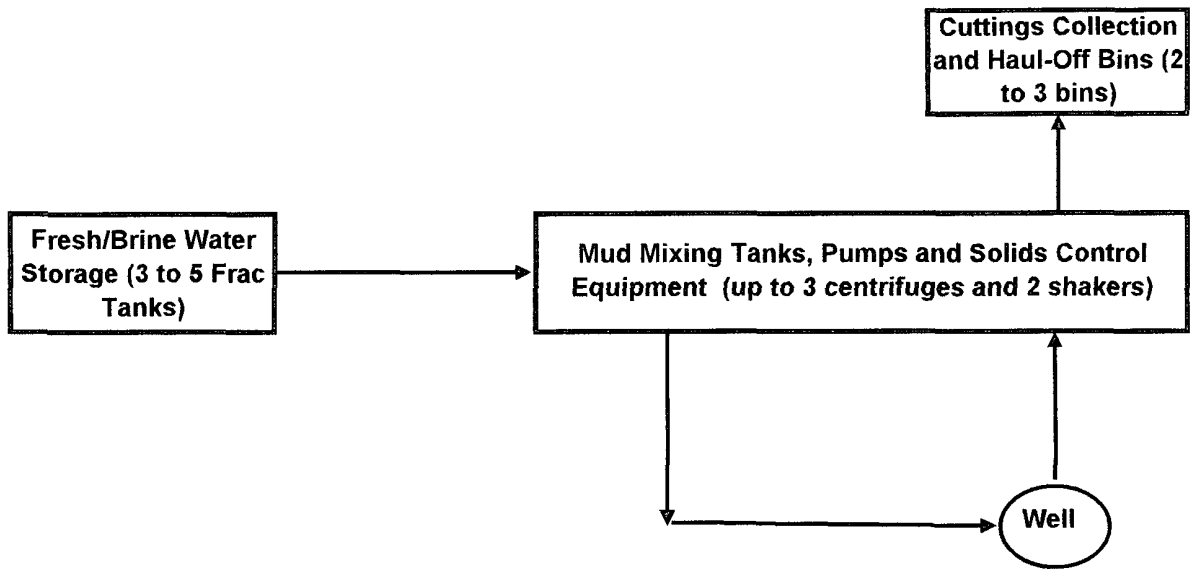 Cuttings Collection
and Haul-Off Bins (2
to 3 bins)
Fresh/Brine Water
Storage (3 to 5 Frac
Tanks)
Mud Mixing Tanks, Pumps and Solids Control
Equipment (up to 3 centrifuges and 2 shakers)
Well